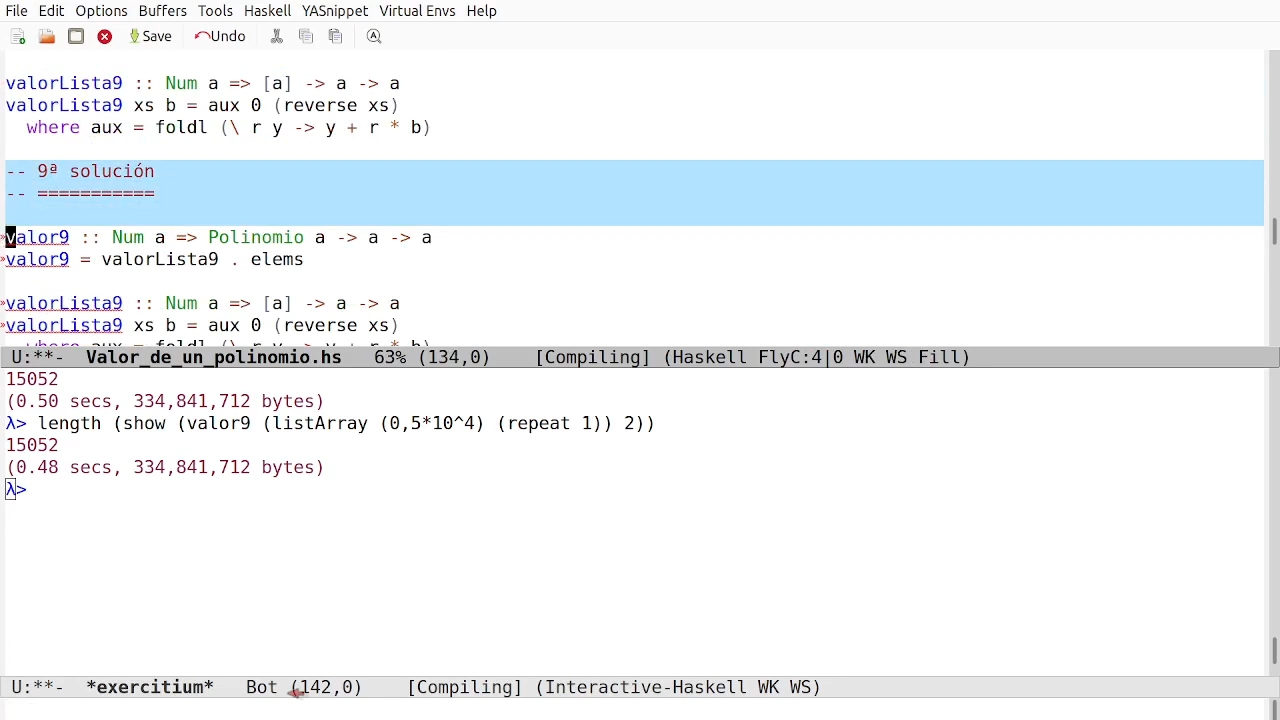 File Edit Options Buffers Tools Haskell YASnippet Virtual Envs Help
Save Undo
valorLista9 :: Num a => [a] -> a -> a
valorLista9 xs b = aux 0 (reverse xs)
  where aux = foldl (\ r y -> y + r * b)
-- 9ª solución
-- ===========
valor9 :: Num a => Polinomio a -> a -> a
valor9 = valorLista9 . elems
valorLista9 :: Num a => [a] -> a -> a
valorLista9 xs b = aux 0 (reverse xs)
  where aux = foldl (\ r y -> y + r * b)
U:**-  Valor_de_un_polinomio.hs   63% (134,0)    [Compiling] (Haskell FlyC:4|0 WK WS Fill)
15052
(0.50 secs, 334,841,712 bytes)
λ> length (show (valor9 (listArray (0,5*10^4) (repeat 1)) 2))
15052
(0.48 secs, 334,841,712 bytes)
λ>
U:**-  *exercitium*   Bot (142,0)    [Compiling] (Interactive-Haskell WK WS)